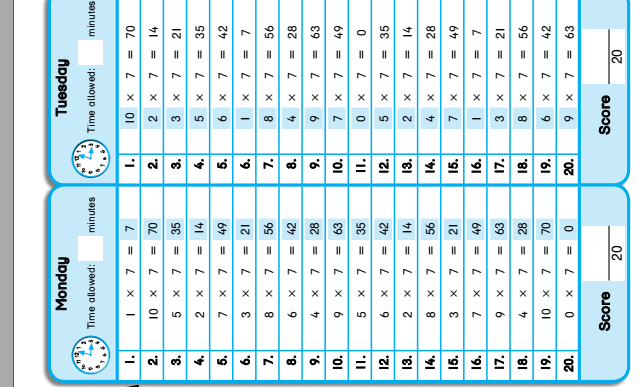 Monday
Time allowed: minutes
1. 1 × 7 = 7
2. 10 × 7 = 70
3. 5 × 7 = 35
4. 2 × 7 = 14
5. 7 × 7 = 49
6. 3 × 7 = 21
7. 8 × 7 = 56
8. 6 × 7 = 42
9. 4 × 7 = 28
10. 9 × 7 = 63
11. 5 × 7 = 35
12. 6 × 7 = 42
13. 2 × 7 = 14
14. 8 × 7 = 56
15. 3 × 7 = 21
16. 7 × 7 = 49
17. 9 × 7 = 63
18. 4 × 7 = 28
19. 10 × 7 = 70
20. 0 × 7 = 0
Score 20
Tuesday
Time allowed: minutes
1. 10 × 7 = 70
2. 2 × 7 = 14
3. 3 × 7 = 21
4. 5 × 7 = 35
5. 6 × 7 = 42
6. 1 × 7 = 7
7. 8 × 7 = 56
8. 4 × 7 = 28
9. 9 × 7 = 63
10. 7 × 7 = 49
11. 0 × 7 = 0
12. 5 × 7 = 35
13. 2 × 7 = 14
14. 4 × 7 = 28
15. 7 × 7 = 49
16. 1 × 7 = 7
17. 3 × 7 = 21
18. 8 × 7 = 56
19. 6 × 7 = 42
20. 9 × 7 = 63
Score 20